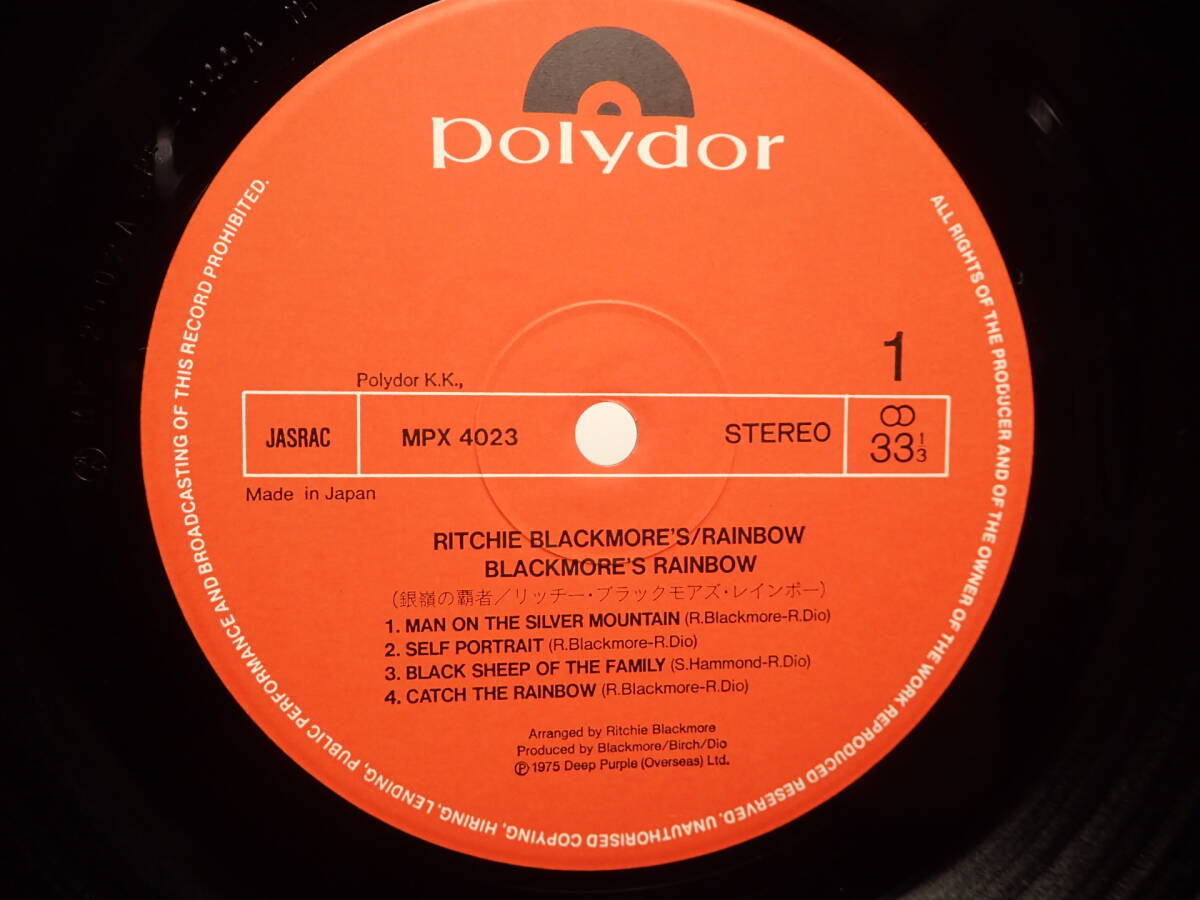 polydor
1
Polydor K.K.,
JASRAC
MPX 4023
STEREO
33 1/3
Made in Japan
RITCHIE BLACKMORE'S/RAINBOW
BLACKMORE'S RAINBOW
(銀嶺の覇者/リッチー・ブラックモアズ・レインボー)
1. MAN ON THE SILVER MOUNTAIN (R.Blackmore-R.Dio)
2. SELF PORTRAIT (R.Blackmore-R.Dio)
3. BLACK SHEEP OF THE FAMILY (S.Hammond-R.Dio)
4. CATCH THE RAINBOW (R.Blackmore-R.Dio)
Arranged by Ritchie Blackmore
Produced by Blackmore/Birch/Dio
Ⓟ 1975 Deep Purple (Overseas) Ltd.
ALL RIGHTS OF THE PRODUCER AND OF THE OWNER OF THE WORK REPRODUCED RESERVED. UNAUTHORISED COPYING, HIRING, LENDING, PUBLIC PERFORMANCE AND BROADCASTING OF THIS RECORD PROHIBITED.